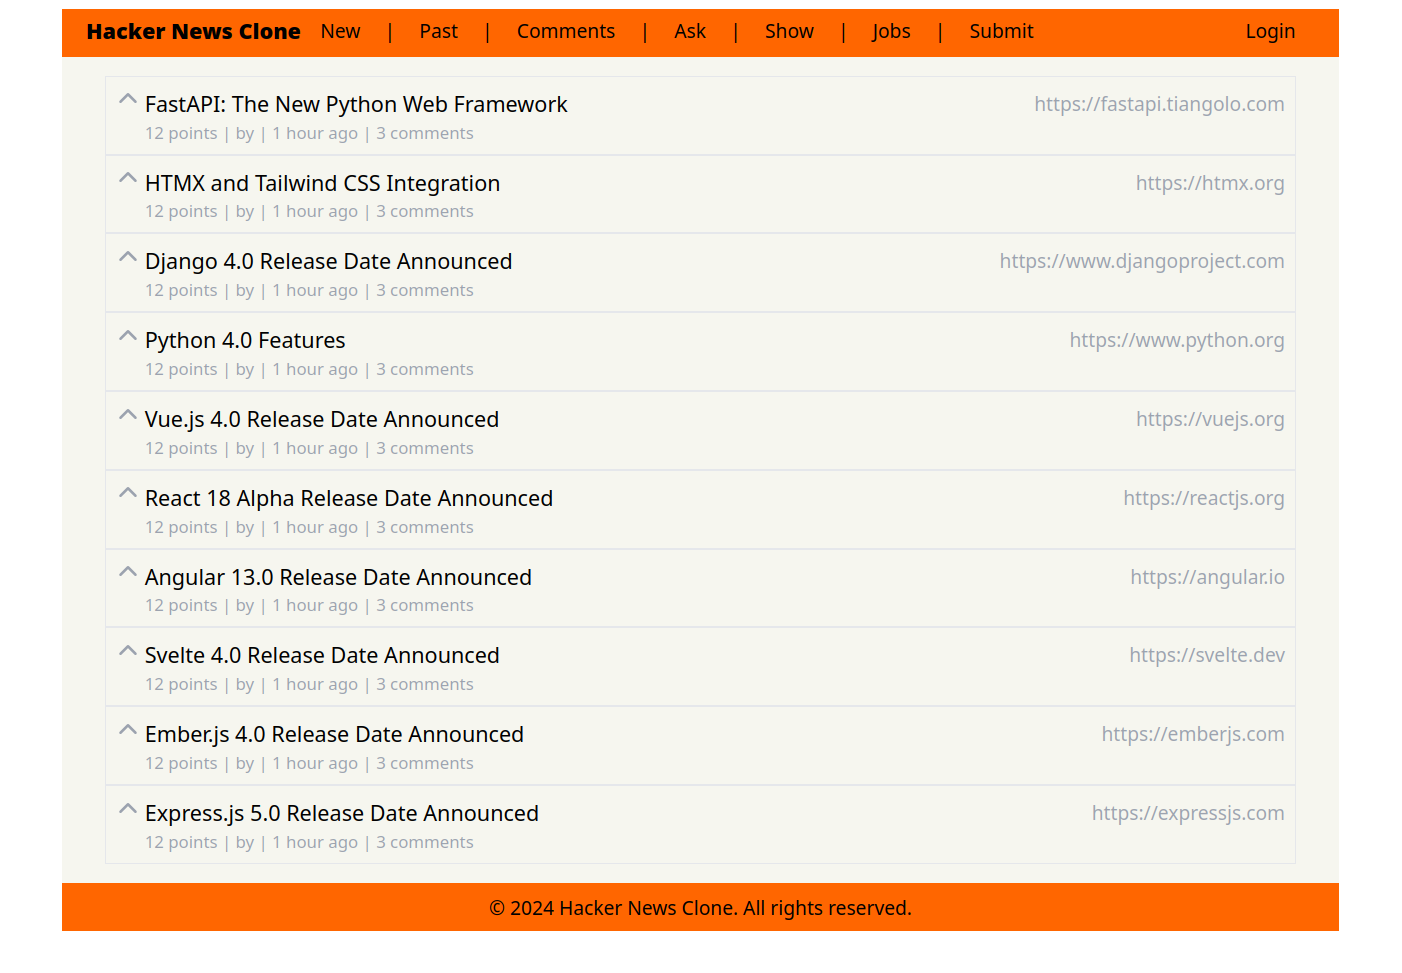 Hacker News Clone New | Past | Comments | Ask | Show | Jobs | Submit Login
FastAPI: The New Python Web Framework https://fastapi.tiangolo.com
12 points | by | 1 hour ago | 3 comments
HTMX and Tailwind CSS Integration https://htmx.org
12 points | by | 1 hour ago | 3 comments
Django 4.0 Release Date Announced https://www.djangoproject.com
12 points | by | 1 hour ago | 3 comments
Python 4.0 Features https://www.python.org
12 points | by | 1 hour ago | 3 comments
Vue.js 4.0 Release Date Announced https://vuejs.org
12 points | by | 1 hour ago | 3 comments
React 18 Alpha Release Date Announced https://reactjs.org
12 points | by | 1 hour ago | 3 comments
Angular 13.0 Release Date Announced https://angular.io
12 points | by | 1 hour ago | 3 comments
Svelte 4.0 Release Date Announced https://svelte.dev
12 points | by | 1 hour ago | 3 comments
Ember.js 4.0 Release Date Announced https://emberjs.com
12 points | by | 1 hour ago | 3 comments
Express.js 5.0 Release Date Announced https://expressjs.com
12 points | by | 1 hour ago | 3 comments
© 2024 Hacker News Clone. All rights reserved.